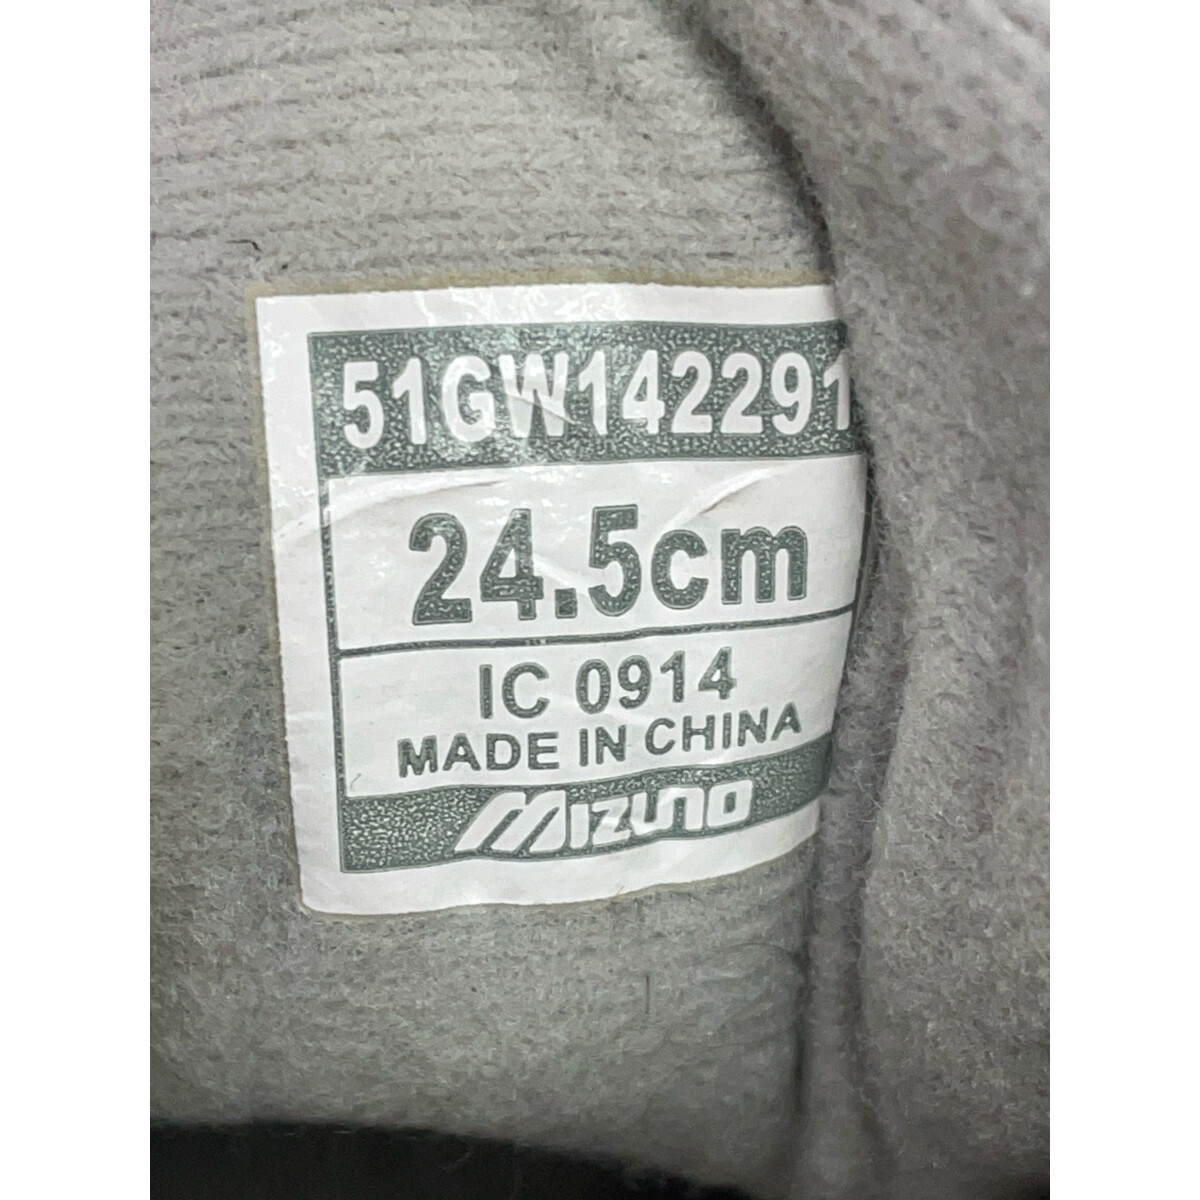 51GW142291
24.5cm
IC 0914
MADE IN CHINA
MIZUNO